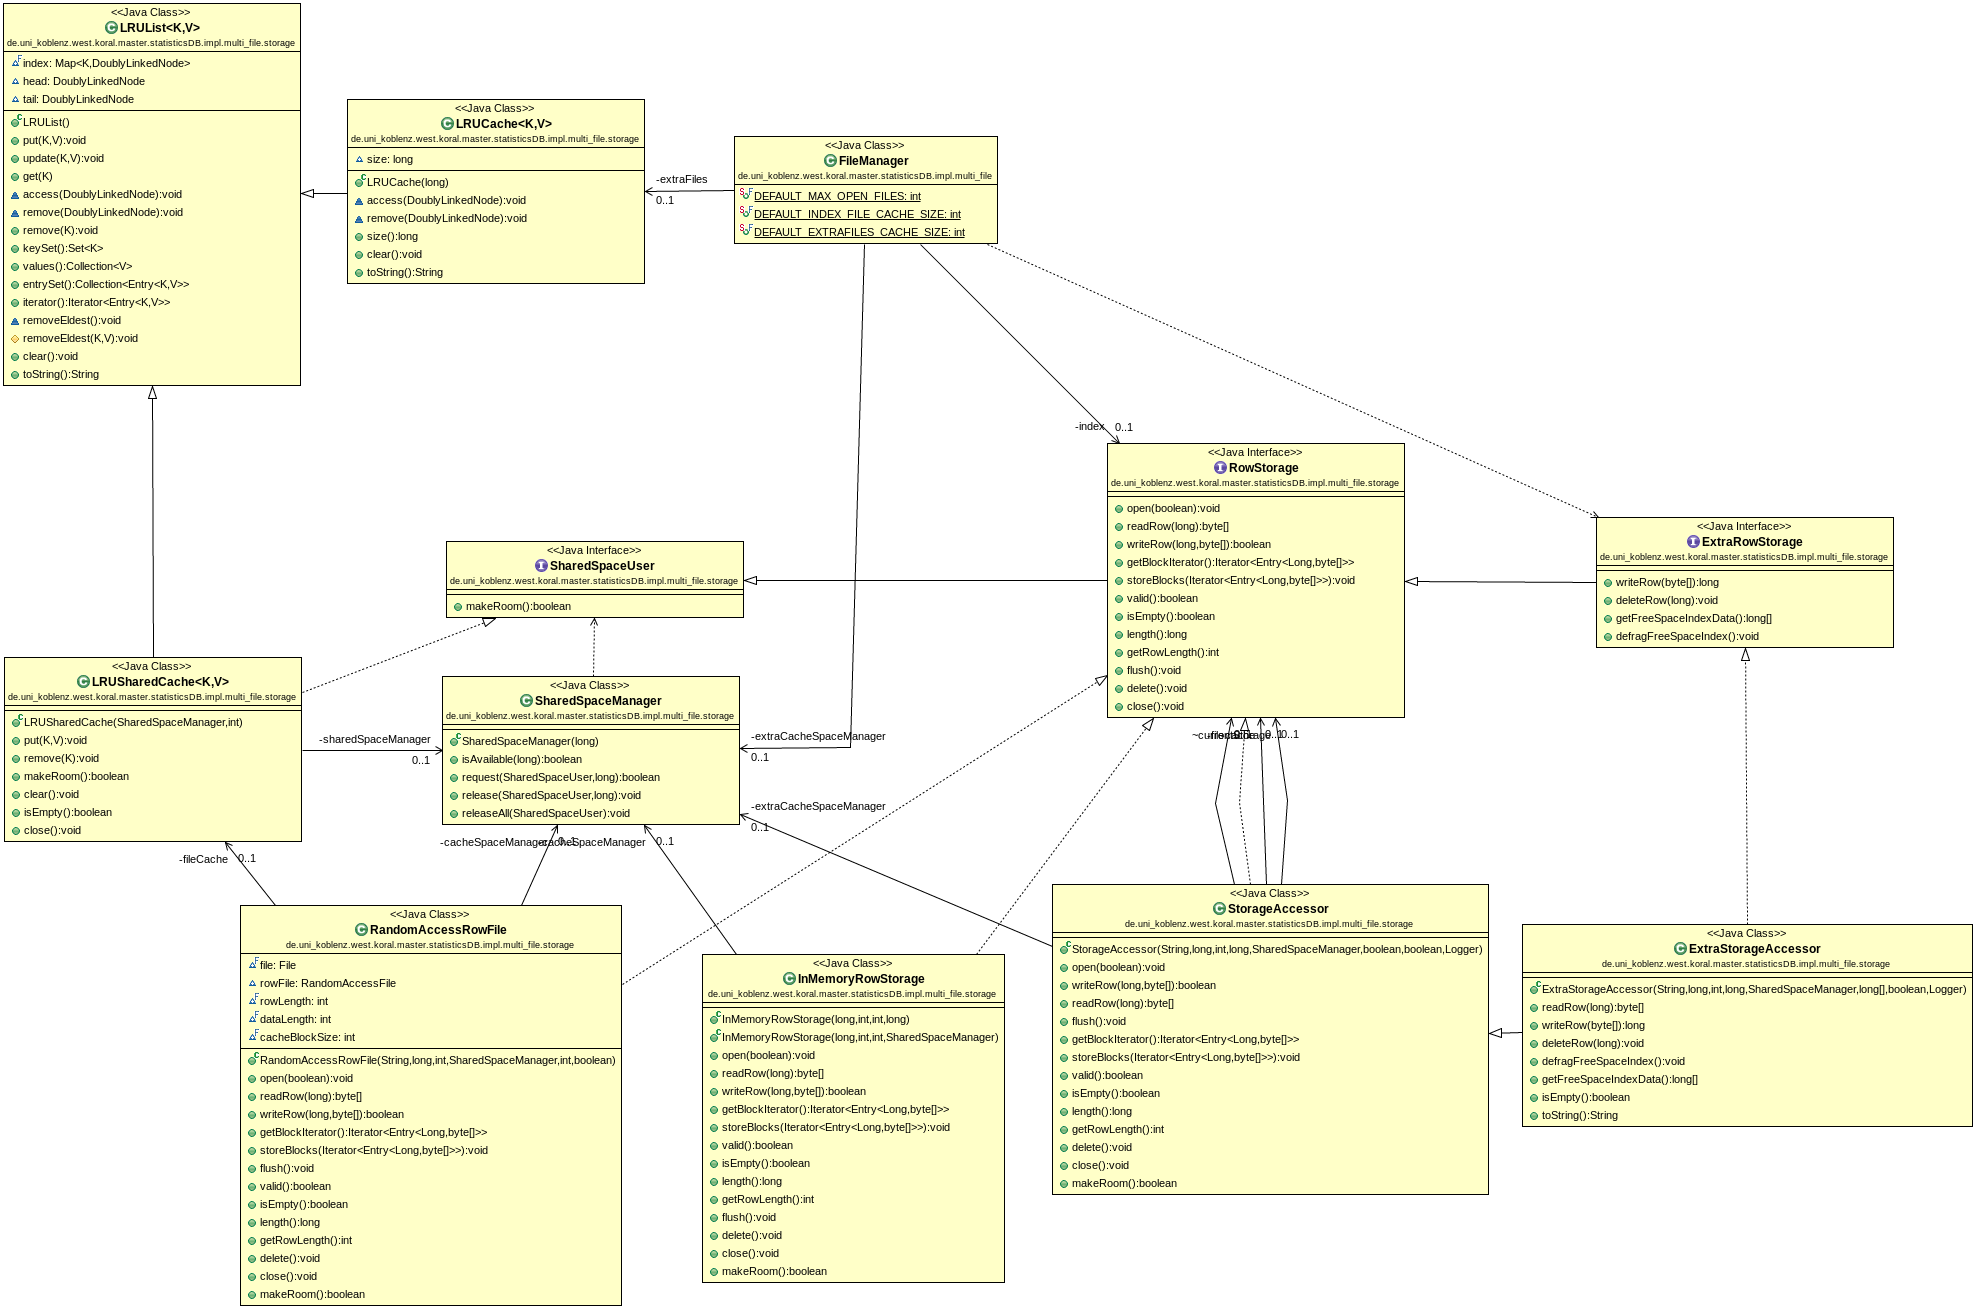 <<Java Class>>
LRUList<K,V>
de.uni_koblenz.west.koral.master.statisticsDB.impl.multi_file.storage
index: Map<K,DoublyLinkedNode>
head: DoublyLinkedNode
tail: DoublyLinkedNode
LRUList()
put(K,V):void
update(K,V):void
get(K)
access(DoublyLinkedNode):void
remove(DoublyLinkedNode):void
remove(K):void
keySet():Set<K>
values():Collection<V>
entrySet():Collection<Entry<K,V>>
iterator():Iterator<Entry<K,V>>
removeEldest():void
removeEldest(K,V):void
clear():void
toString():String
<<Java Class>>
LRUCache<K,V>
de.uni_koblenz.west.koral.master.statisticsDB.impl.multi_file.storage
size: long
LRUCache(long)
access(DoublyLinkedNode):void
remove(DoublyLinkedNode):void
size():long
clear():void
toString():String
-extraFiles
0..1
<<Java Class>>
FileManager
de.uni_koblenz.west.koral.master.statisticsDB.impl.multi_file
DEFAULT_MAX_OPEN_FILES: int
DEFAULT_INDEX_FILE_CACHE_SIZE: int
DEFAULT_EXTRAFILES_CACHE_SIZE: int
-index
0..1
<<Java Interface>>
RowStorage
de.uni_koblenz.west.koral.master.statisticsDB.impl.multi_file.storage
open(boolean):void
readRow(long):byte[]
writeRow(long,byte[]):boolean
getBlockIterator():Iterator<Entry<Long,byte[]>>
storeBlocks(Iterator<Entry<Long,byte[]>>):void
valid():boolean
isEmpty():boolean
length():long
getRowLength():int
flush():void
delete():void
close():void
<<Java Interface>>
ExtraRowStorage
de.uni_koblenz.west.koral.master.statisticsDB.impl.multi_file.storage
writeRow(byte[]):long
deleteRow(long):void
getFreeSpaceIndexData():long[]
defragFreeSpaceIndex():void
<<Java Interface>>
SharedSpaceUser
de.uni_koblenz.west.koral.master.statisticsDB.impl.multi_file.storage
makeRoom():boolean
<<Java Class>>
LRUSharedCache<K,V>
de.uni_koblenz.west.koral.master.statisticsDB.impl.multi_file.storage
LRUSharedCache(SharedSpaceManager,int)
put(K,V):void
remove(K):void
makeRoom():boolean
clear():void
isEmpty():boolean
close():void
-sharedSpaceManager
0..1
<<Java Class>>
SharedSpaceManager
de.uni_koblenz.west.koral.master.statisticsDB.impl.multi_file.storage
SharedSpaceManager(long)
isAvailable(long):boolean
request(SharedSpaceUser,long):boolean
release(SharedSpaceUser,long):void
releaseAll(SharedSpaceUser):void
-extraCacheSpaceManager
0..1
-extraCacheSpaceManager
0..1
0..1
-fileCache
0..1
-cacheSpaceManager
0..1
<<Java Class>>
RandomAccessRowFile
de.uni_koblenz.west.koral.master.statisticsDB.impl.multi_file.storage
file: File
rowFile: RandomAccessFile
rowLength: int
dataLength: int
cacheBlockSize: int
RandomAccessRowFile(String,long,int,SharedSpaceManager,int,boolean)
open(boolean):void
readRow(long):byte[]
writeRow(long,byte[]):boolean
getBlockIterator():Iterator<Entry<Long,byte[]>>
storeBlocks(Iterator<Entry<Long,byte[]>>):void
flush():void
valid():boolean
isEmpty():boolean
length():long
getRowLength():int
delete():void
close():void
makeRoom():boolean
<<Java Class>>
InMemoryRowStorage
de.uni_koblenz.west.koral.master.statisticsDB.impl.multi_file.storage
InMemoryRowStorage(long,int,int,long)
InMemoryRowStorage(long,int,int,SharedSpaceManager)
open(boolean):void
readRow(long):byte[]
writeRow(long,byte[]):boolean
getBlockIterator():Iterator<Entry<Long,byte[]>>
storeBlocks(Iterator<Entry<Long,byte[]>>):void
valid():boolean
isEmpty():boolean
length():long
getRowLength():int
flush():void
delete():void
close():void
makeRoom():boolean
<<Java Class>>
StorageAccessor
de.uni_koblenz.west.koral.master.statisticsDB.impl.multi_file.storage
StorageAccessor(String,long,int,long,SharedSpaceManager,boolean,boolean,Logger)
open(boolean):void
writeRow(long,byte[]):boolean
readRow(long):byte[]
flush():void
getBlockIterator():Iterator<Entry<Long,byte[]>>
storeBlocks(Iterator<Entry<Long,byte[]>>):void
valid():boolean
isEmpty():boolean
length():long
getRowLength():int
delete():void
close():void
makeRoom():boolean
<<Java Class>>
ExtraStorageAccessor
de.uni_koblenz.west.koral.master.statisticsDB.impl.multi_file.storage
ExtraStorageAccessor(String,long,int,long,SharedSpaceManager,long[],boolean,Logger)
readRow(long):byte[]
writeRow(byte[]):long
deleteRow(long):void
defragFreeSpaceIndex():void
getFreeSpaceIndexData():long[]
isEmpty():boolean
toString():String